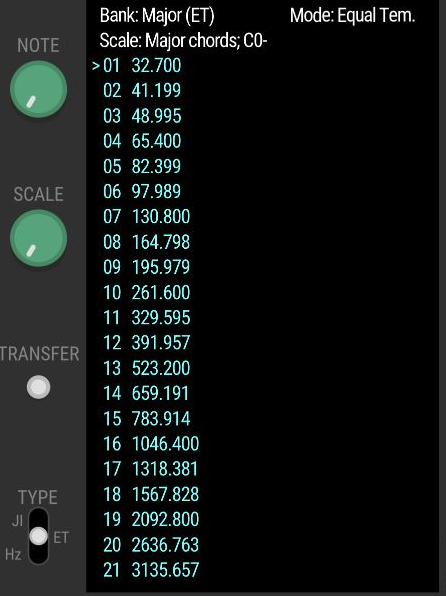 NOTE
SCALE
TRANSFER
TYPE
JI
ET
Hz
Bank: Major (ET) Mode: Equal Tem.
Scale: Major chords; C0-
>01 32.700
02 41.199
03 48.995
04 65.400
05 82.399
06 97.989
07 130.800
08 164.798
09 195.979
10 261.600
11 329.595
12 391.957
13 523.200
14 659.191
15 783.914
16 1046.400
17 1318.381
18 1567.828
19 2092.800
20 2636.763
21 3135.657